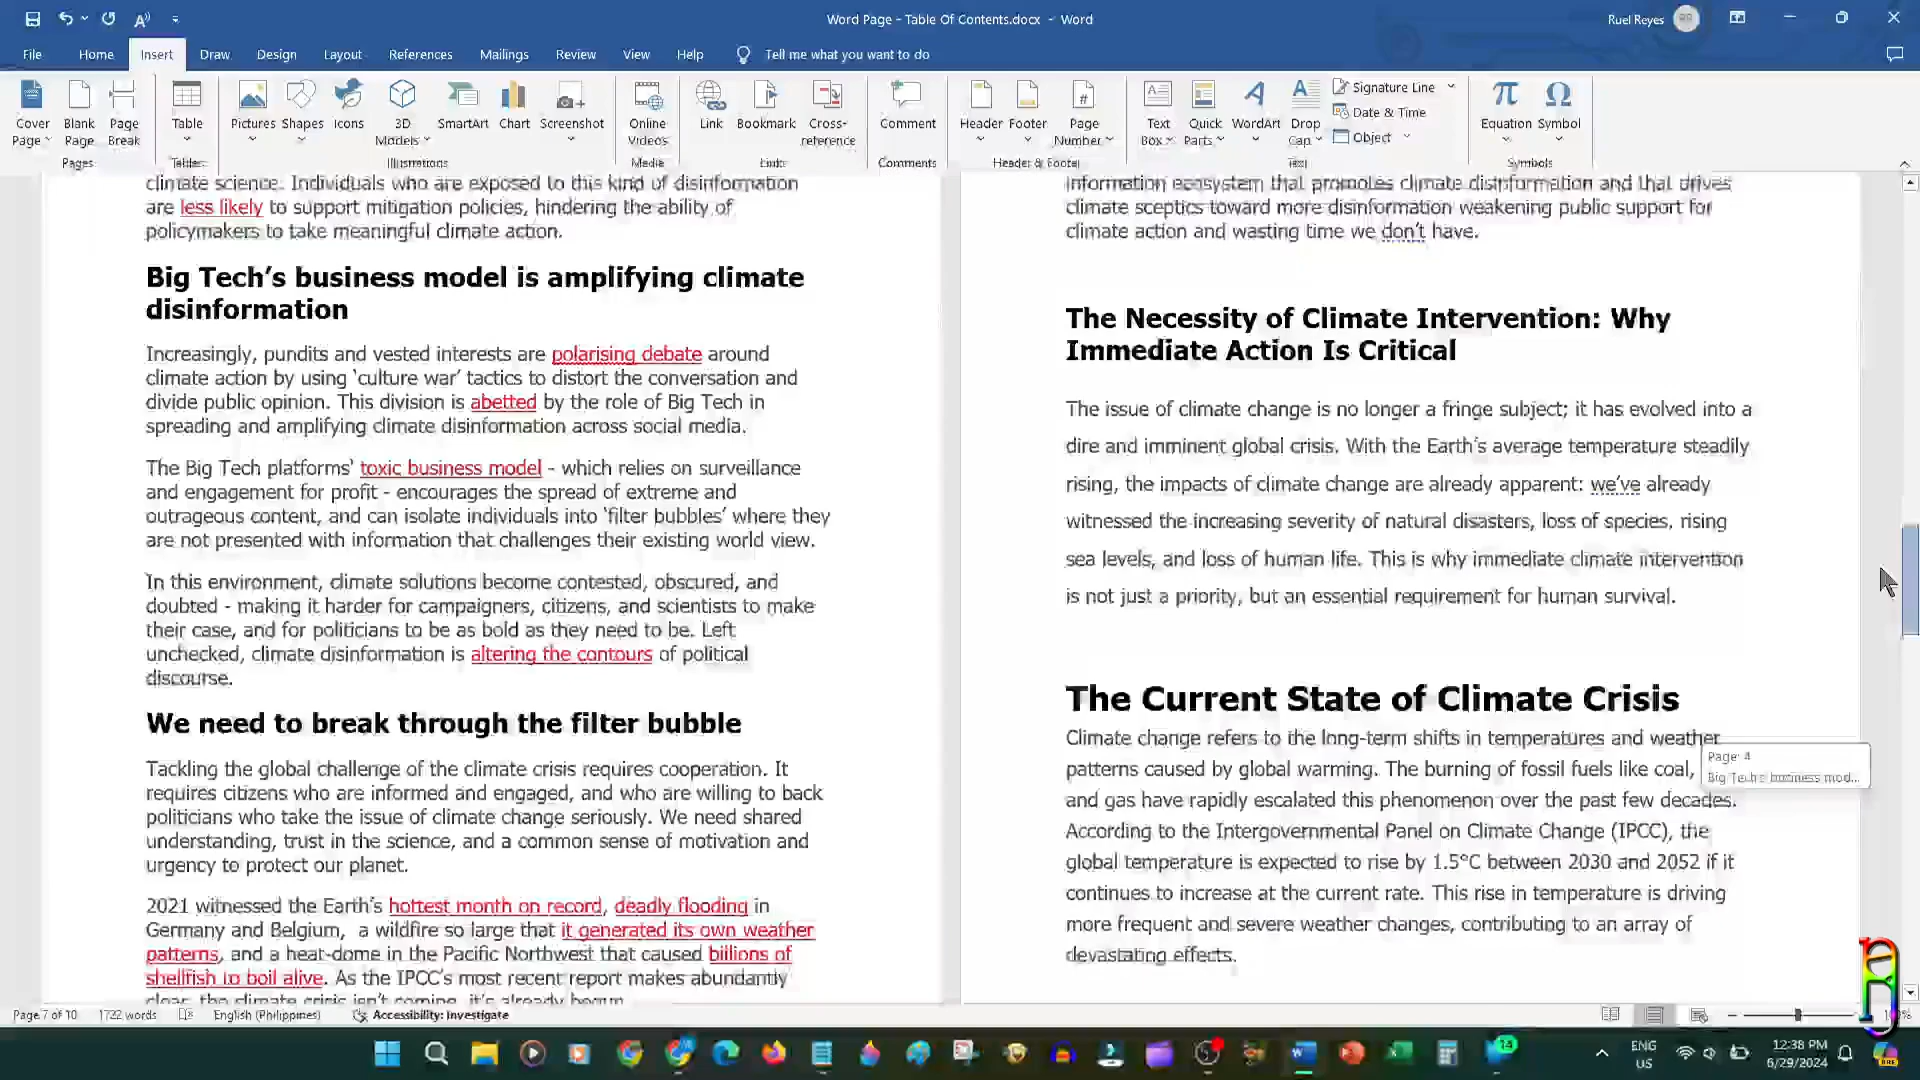 Word Page - Table Of Contents.docx - Word
Ruel Reyes
RR
File
Home
Insert
Draw
Design
Layout
References
Mailings
Review
View
Help
Tell me what you want to do
Cover Page
Blank Page
Page Break
Table
Pictures
Shapes
Icons
3D Models
SmartArt
Chart
Screenshot
Online Videos
Link
Bookmark
Cross-reference
Comment
Header
Footer
Page Number
Text Box
Quick Parts
WordArt
Drop Cap
Signature Line
Date & Time
Object
Equation
Symbol
Pages
Tables
Illustrations
Media
Links
Comments
Header & Footer
Text
Symbols
climate science. Individuals who are exposed to this kind of disinformation
are less likely to support mitigation policies, hindering the ability of
policymakers to take meaningful climate action.
Big Tech’s business model is amplifying climate
disinformation
Increasingly, pundits and vested interests are polarising debate around
climate action by using ‘culture war’ tactics to distort the conversation and
divide public opinion. This division is abetted by the role of Big Tech in
spreading and amplifying climate disinformation across social media.
The Big Tech platforms’ toxic business model - which relies on surveillance
and engagement for profit - encourages the spread of extreme and
outrageous content, and can isolate individuals into ‘filter bubbles’ where they
are not presented with information that challenges their existing world view.
In this environment, climate solutions become contested, obscured, and
doubted - making it harder for campaigners, citizens, and scientists to make
their case, and for politicians to be as bold as they need to be. Left
unchecked, climate disinformation is altering the contours of political
discourse.
We need to break through the filter bubble
Tackling the global challenge of the climate crisis requires cooperation. It
requires citizens who are informed and engaged, and who are willing to back
politicians who take the issue of climate change seriously. We need shared
understanding, trust in the science, and a common sense of motivation and
urgency to protect our planet.
2021 witnessed the Earth’s hottest month on record, deadly flooding in
Germany and Belgium, a wildfire so large that it generated its own weather
patterns, and a heat-dome in the Pacific Northwest that caused billions of
shellfish to boil alive. As the IPCC’s most recent report makes abundantly
clear, the climate crisis isn’t coming, it’s already begun.
information ecosystem that promotes climate disinformation and that drives
climate sceptics toward more disinformation weakening public support for
climate action and wasting time we don’t have.
The Necessity of Climate Intervention: Why
Immediate Action Is Critical
The issue of climate change is no longer a fringe subject; it has evolved into a
dire and imminent global crisis. With the Earth’s average temperature steadily
rising, the impacts of climate change are already apparent: we’ve already
witnessed the increasing severity of natural disasters, loss of species, rising
sea levels, and loss of human life. This is why immediate climate intervention
is not just a priority, but an essential requirement for human survival.
The Current State of Climate Crisis
Climate change refers to the long-term shifts in temperatures and weather
patterns caused by global warming. The burning of fossil fuels like coal,
and gas have rapidly escalated this phenomenon over the past few decades.
According to the Intergovernmental Panel on Climate Change (IPCC), the
global temperature is expected to rise by 1.5°C between 2030 and 2052 if it
continues to increase at the current rate. This rise in temperature is driving
more frequent and severe weather changes, contributing to an array of
devastating effects.
Page: 4
Big Tech's business mod...
Page 7 of 10
1722 words
English (Philippines)
Accessibility: Investigate
14
ENG
US
12:38 PM
6/29/2024